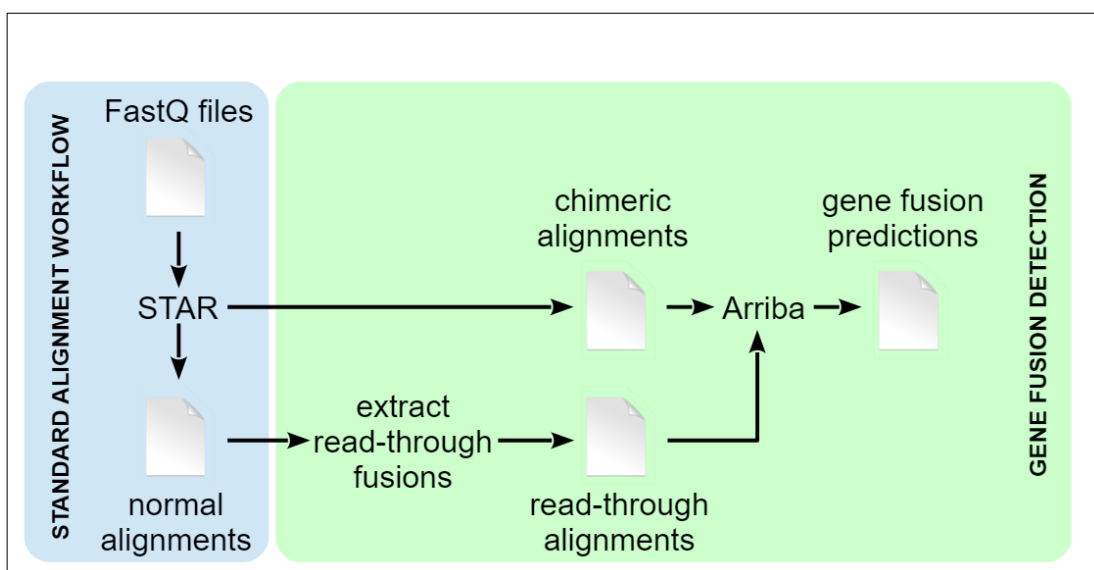 STANDARD ALIGNMENT WORKFLOW
FastQ files
STAR
normal
alignments
extract
read-through
fusions
chimeric
alignments
read-through
alignments
Arriba
gene fusion
predictions
GENE FUSION DETECTION